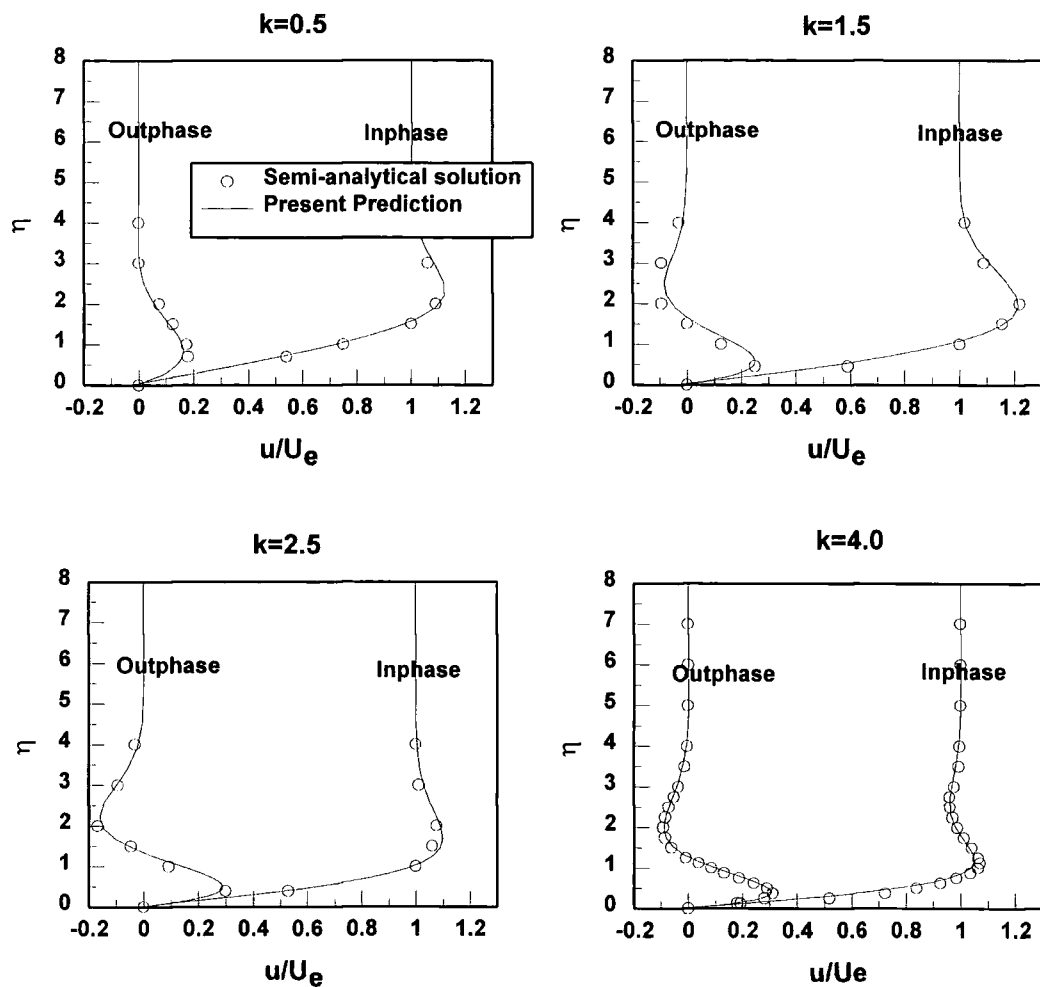 k=0.5
8
7
6
5
4
3
2
1
0
η
Outphase
Inphase
Semi-analytical solution
Present Prediction
-0.2 0 0.2 0.4 0.6 0.8 1 1.2
u/Ue
k=1.5
8
7
6
5
4
3
2
1
0
η
Outphase
Inphase
-0.2 0 0.2 0.4 0.6 0.8 1 1.2
u/Ue
k=2.5
8
7
6
5
4
3
2
1
0
η
Outphase
Inphase
-0.2 0 0.2 0.4 0.6 0.8 1 1.2
u/Ue
k=4.0
8
7
6
5
4
3
2
1
0
η
Outphase
Inphase
-0.2 0 0.2 0.4 0.6 0.8 1 1.2
u/Ue